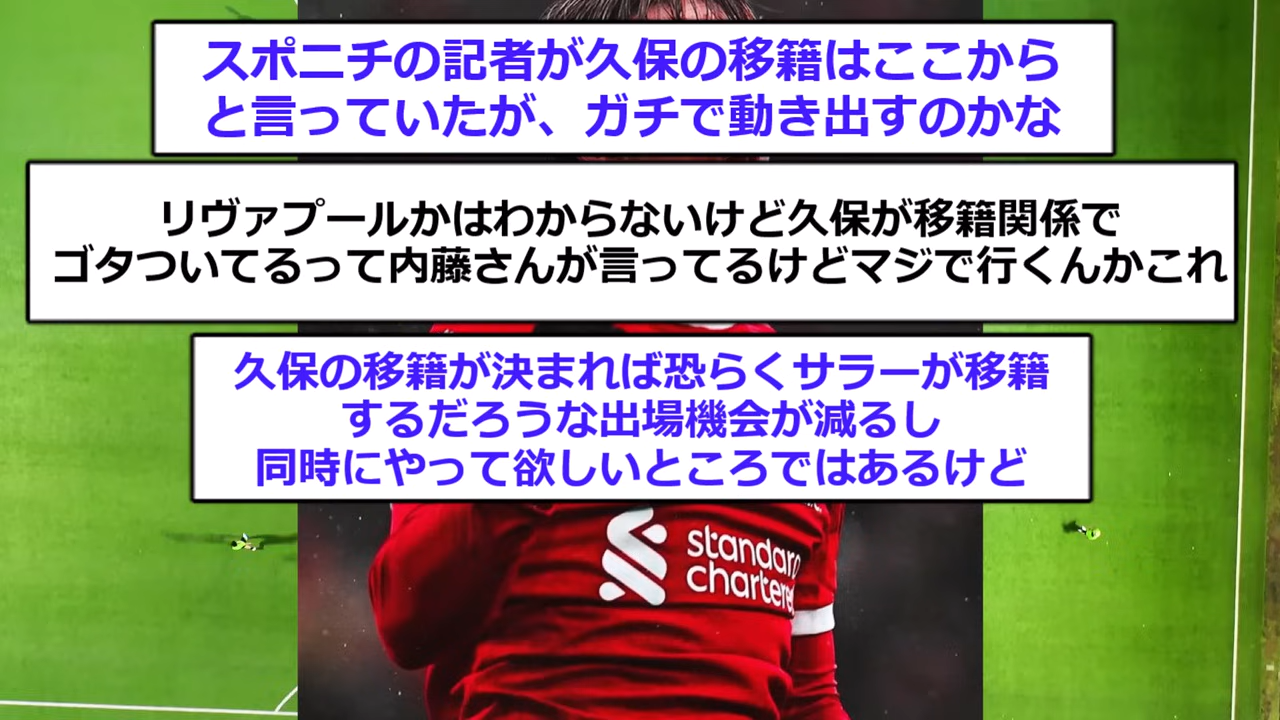 スポニチの記者が久保の移籍はここから
と言っていたが、ガチで動き出すのかな
リヴァプールかはわからないけど久保が移籍関係で
ゴタついてるって内藤さんが言ってるけどマジで行くんかこれ
久保の移籍が決まれば恐らくサラーが移籍
するだろうな出場機会が減るし
同時にやって欲しいところではあるけど
standard
chartered